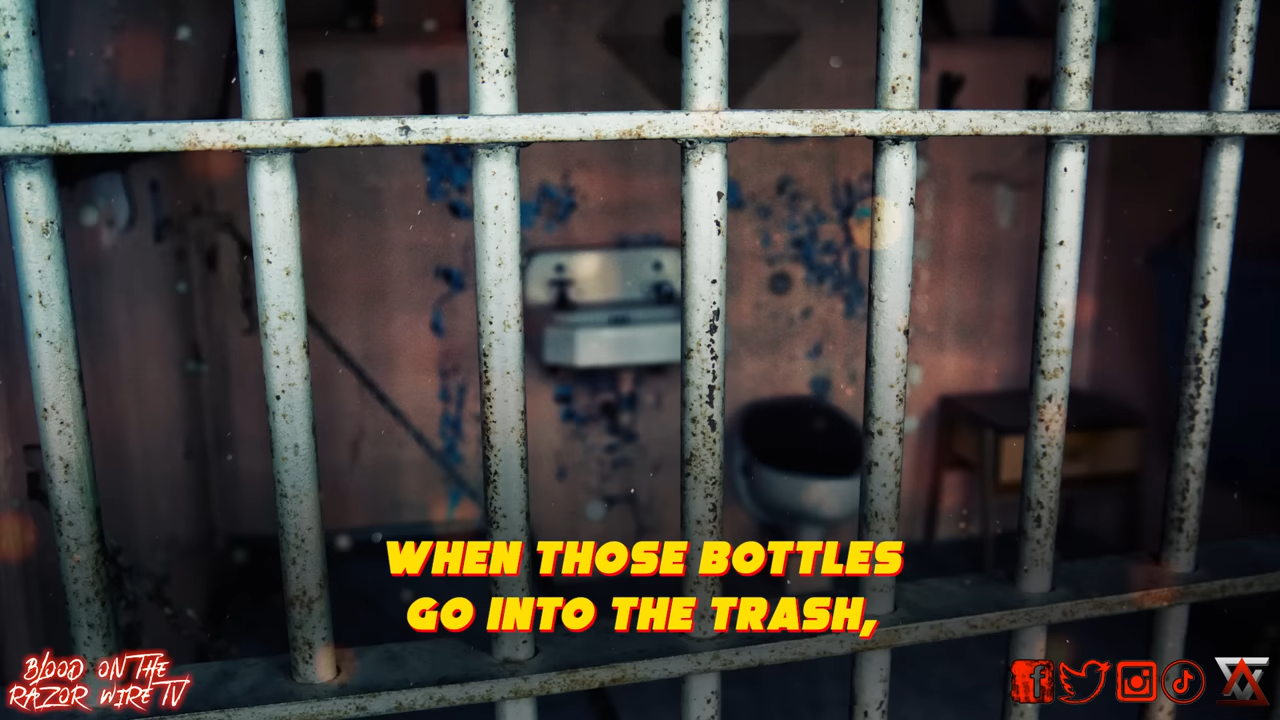 WHEN THOSE BOTTLES
GO INTO THE TRASH,
BLOOD ON THE
RAZOR WIRE TV